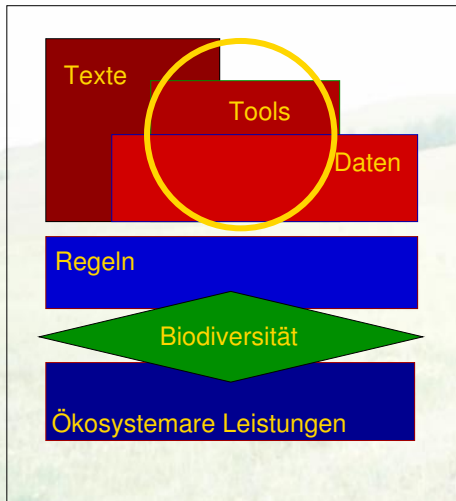 Texte
Tools
Daten
Regeln
Biodiversität
Ökosystemare Leistungen